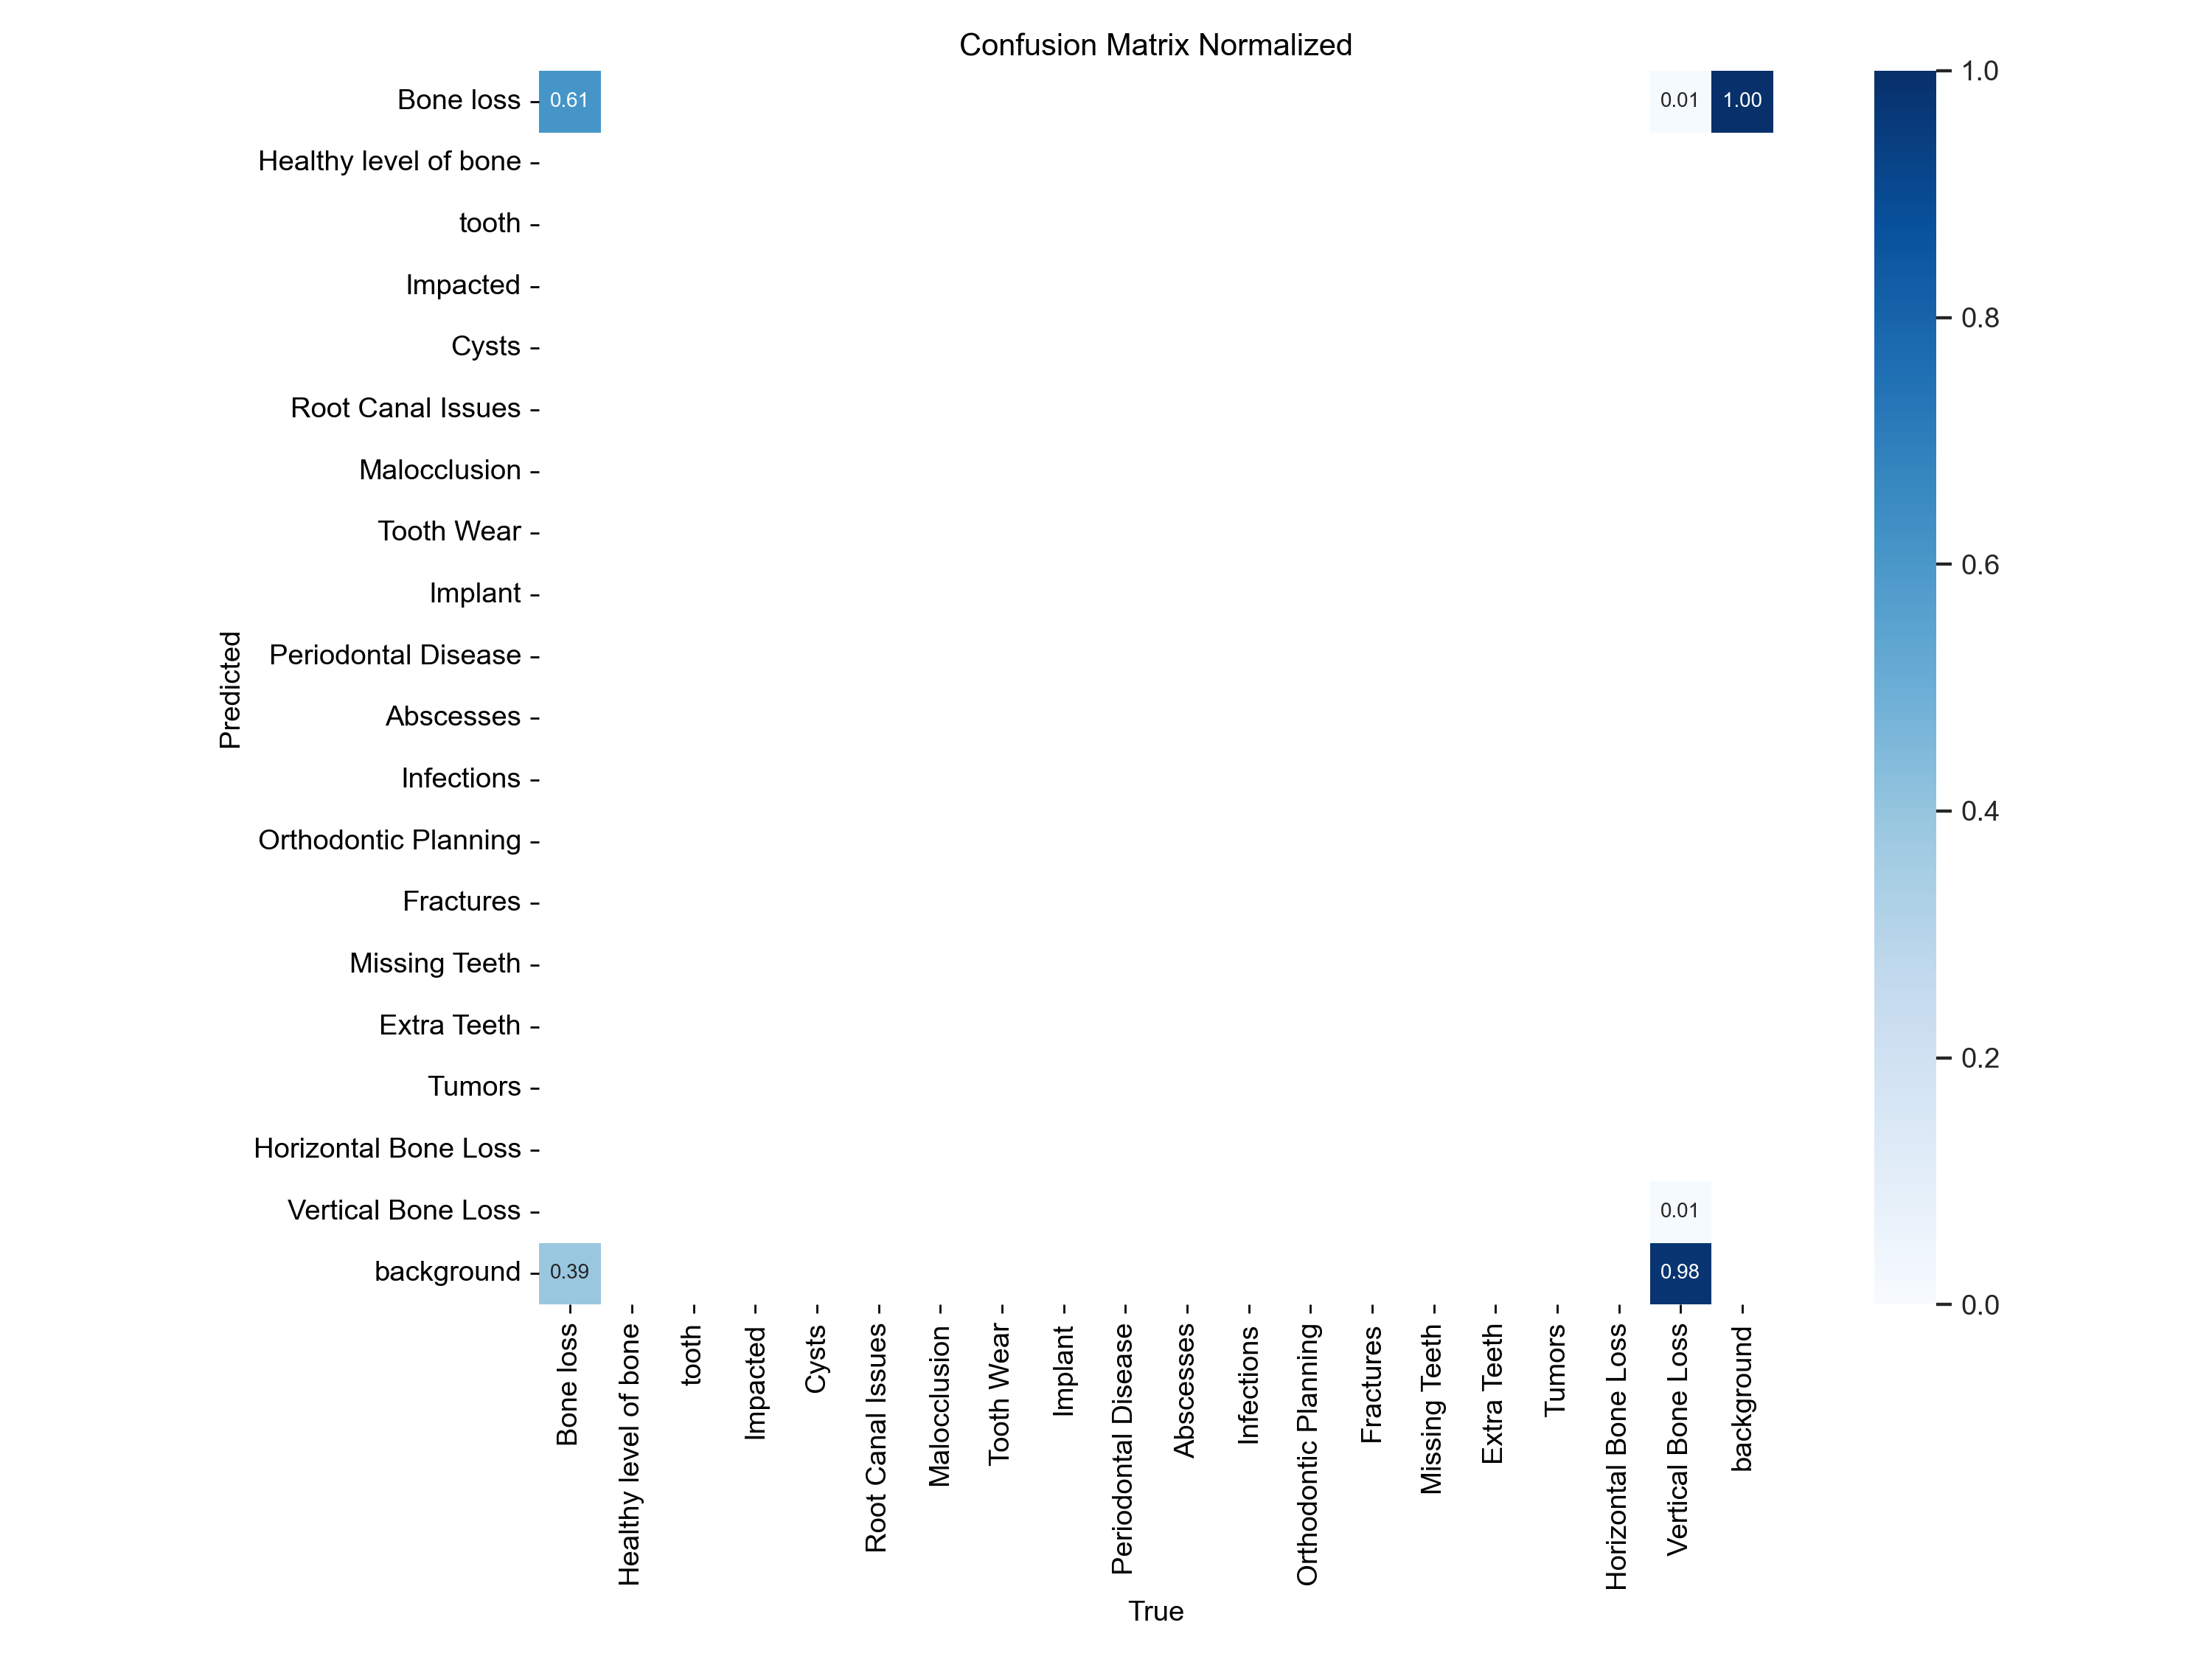 Confusion Matrix Normalized
Bone loss
0.61
0.01
1.00
1.0
Healthy level of bone
tooth
Impacted
0.8
Cysts
Root Canal Issues
Malocclusion
Tooth Wear
0.6
Implant
Periodontal Disease
Predicted
Abscesses
Infections
0.4
Orthodontic Planning
Fractures
Missing Teeth
Extra Teeth
0.2
Tumors
Horizontal Bone Loss
Vertical Bone Loss
0.01
background
0.39
0.98
0.0
Bone loss
Healthy level of bone
tooth
Impacted
Cysts
Root Canal Issues
Malocclusion
Tooth Wear
Implant
Periodontal Disease
Abscesses
Infections
Orthodontic Planning
Fractures
Missing Teeth
Extra Teeth
Tumors
Horizontal Bone Loss
Vertical Bone Loss
background
True